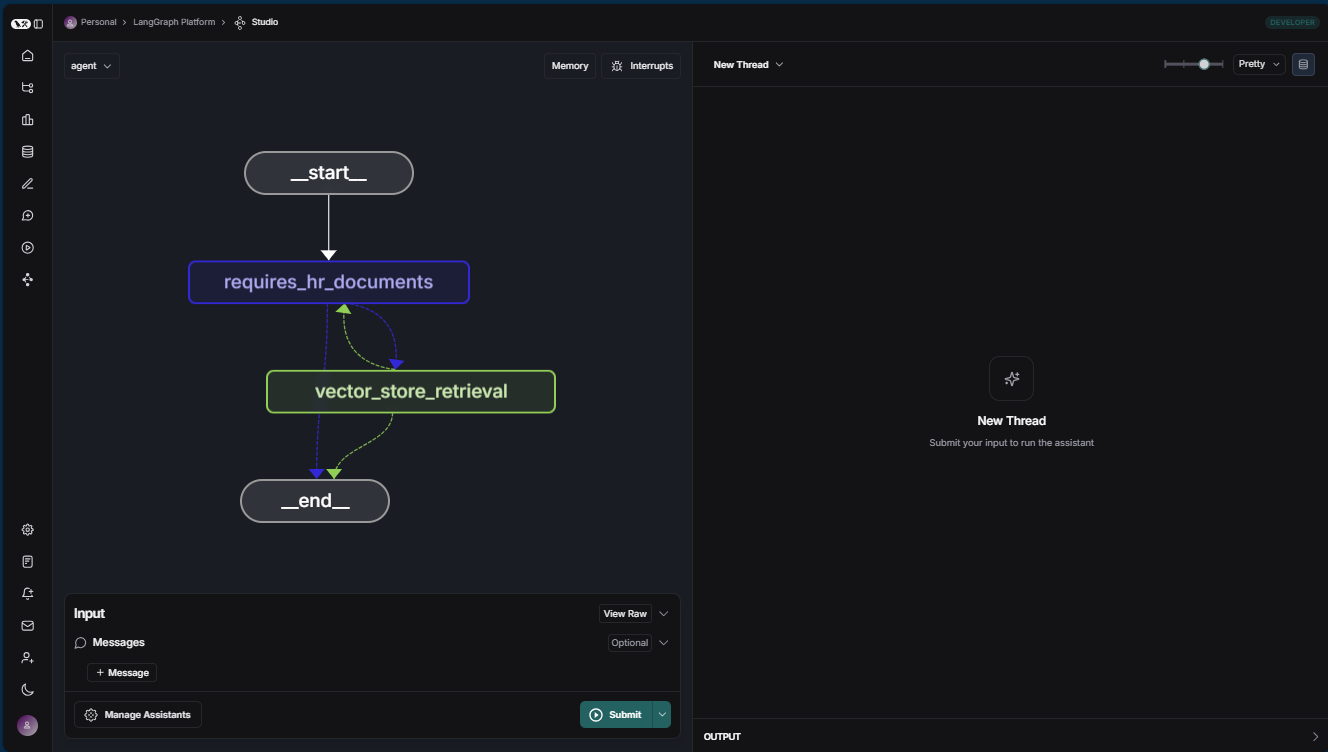 Personal > LangGraph Platform > Studio
DEVELOPER
agent
Memory
Interrupts
New Thread
Pretty
__start__
requires_hr_documents
vector_store_retrieval
__end__
New Thread
Submit your input to run the assistant
Input
View Raw
Messages
Optional
+ Message
Manage Assistants
Submit
OUTPUT